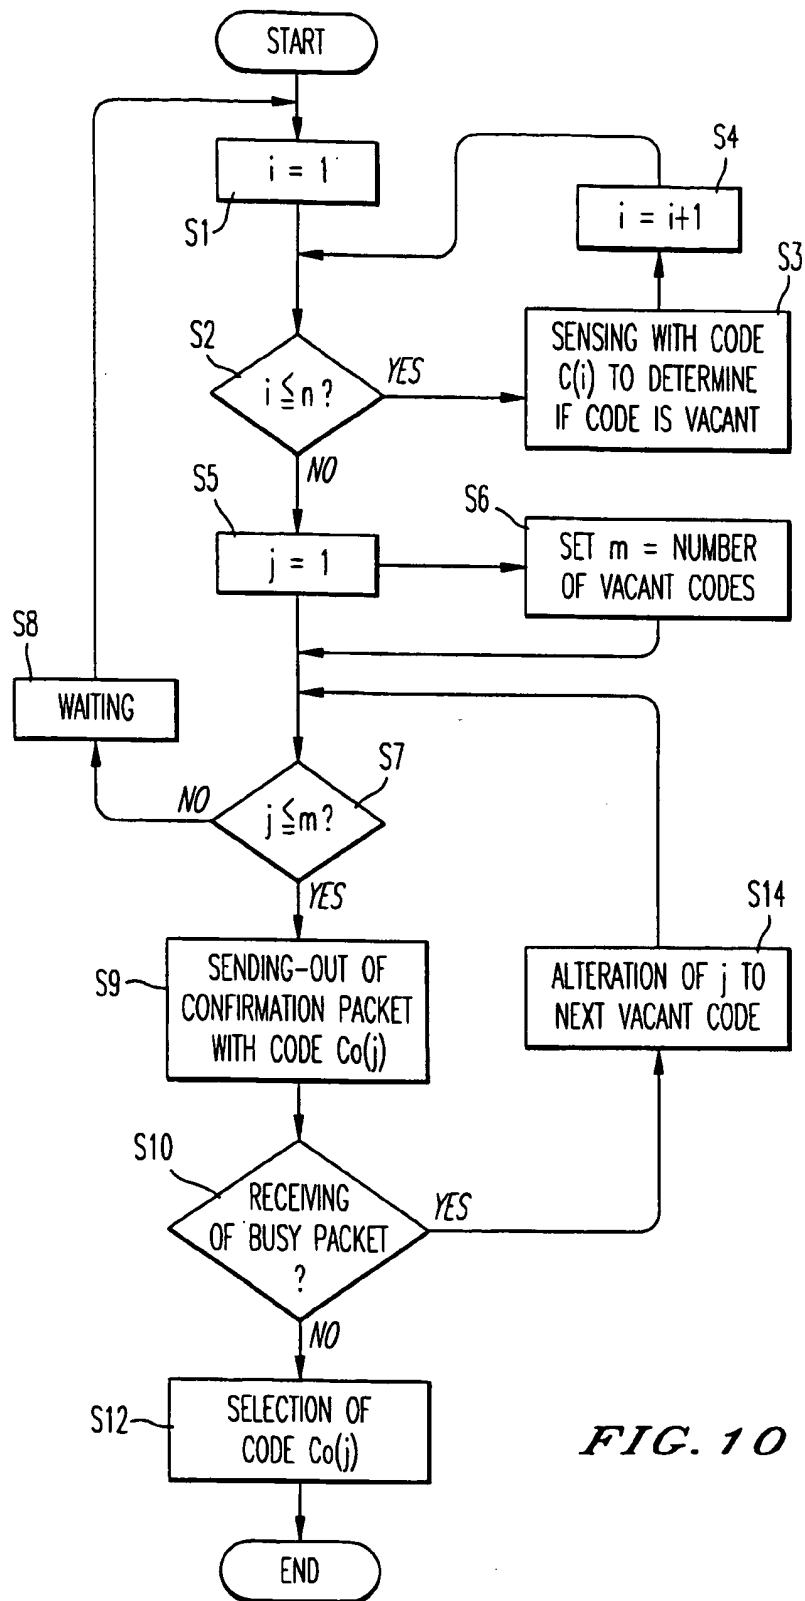 START
i = 1
S1
S4
i = i+1
S3
SENSING WITH CODE
C(i) TO DETERMINE
IF CODE IS VACANT
S2
i ≦ n?
YES
NO
S5
j = 1
S6
SET m = NUMBER
OF VACANT CODES
S8
WAITING
S7
j ≦ m?
NO
YES
S9
SENDING-OUT OF
CONFIRMATION PACKET
WITH CODE Co(j)
S14
ALTERATION OF j TO
NEXT VACANT CODE
S10
RECEIVING
OF BUSY PACKET
?
YES
NO
S12
SELECTION OF
CODE Co(j)
FIG. 10
END